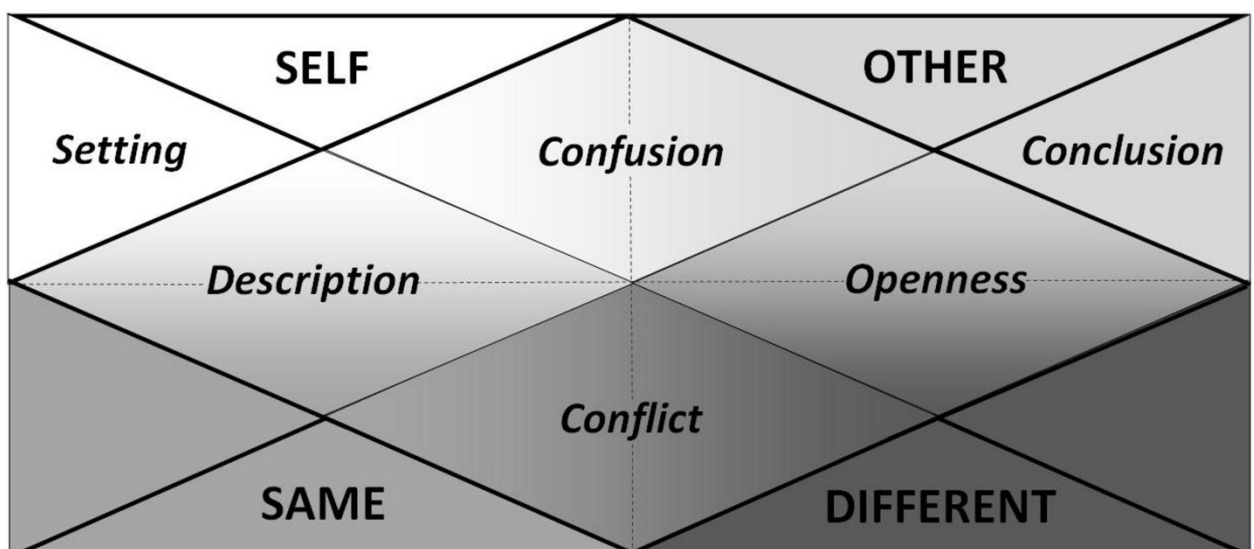 SELF
OTHER
Setting
Confusion
Conclusion
Description
Openness
Conflict
SAME
DIFFERENT